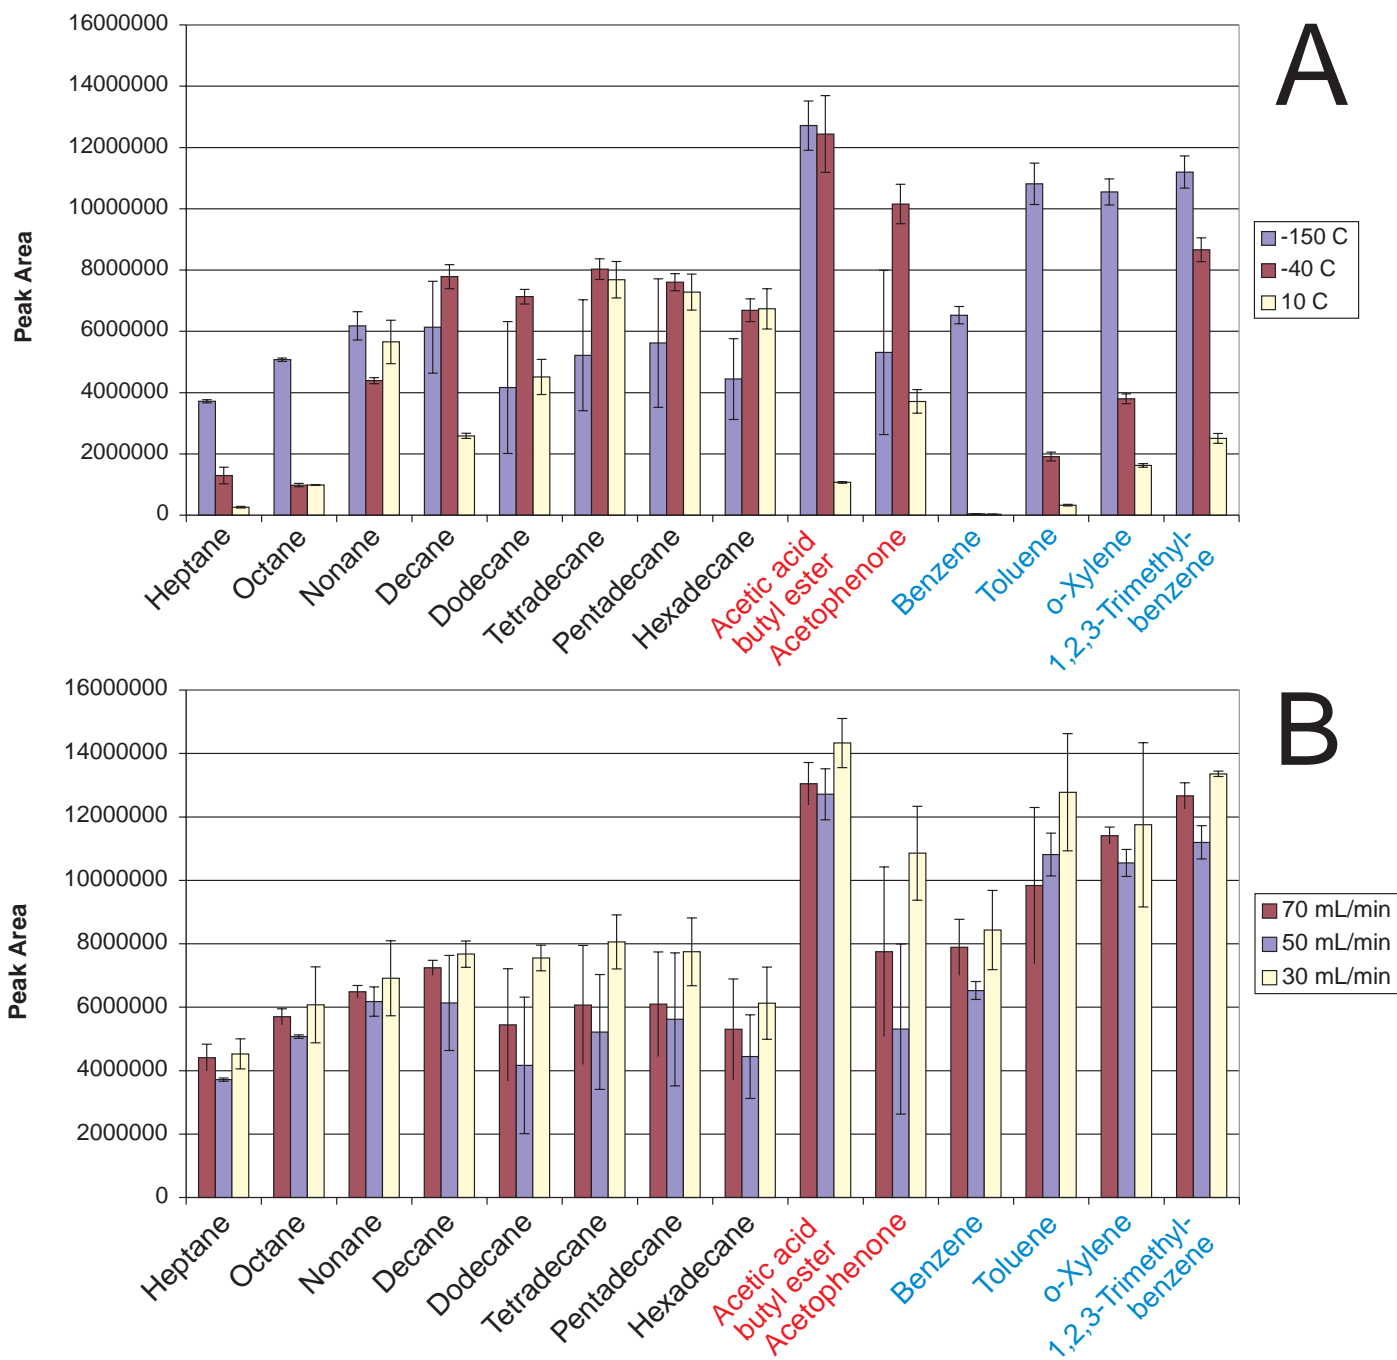 A
16000000
14000000
12000000
10000000
8000000
6000000
4000000
2000000
0
Peak Area
-150 C
-40 C
10 C
Heptane
Octane
Nonane
Decane
Dodecane
Tetradecane
Pentadecane
Hexadecane
Acetic acid
butyl ester
Acetophenone
Benzene
Toluene
o-Xylene
1,2,3-Trimethyl-
benzene
B
16000000
14000000
12000000
10000000
8000000
6000000
4000000
2000000
0
Peak Area
70 mL/min
50 mL/min
30 mL/min
Heptane
Octane
Nonane
Decane
Dodecane
Tetradecane
Pentadecane
Hexadecane
Acetic acid
butyl ester
Acetophenone
Benzene
Toluene
o-Xylene
1,2,3-Trimethyl-
benzene